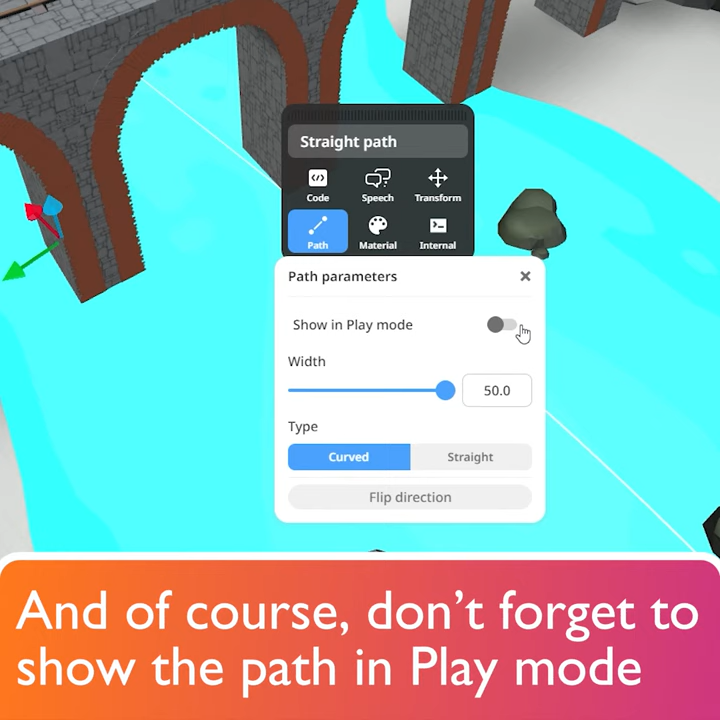 Straight path
Code
Speech
Transform
Path
Material
Internal
Path parameters
Show in Play mode
Width
50.0
Type
Curved
Straight
Flip direction
And of course, don’t forget to
show the path in Play mode